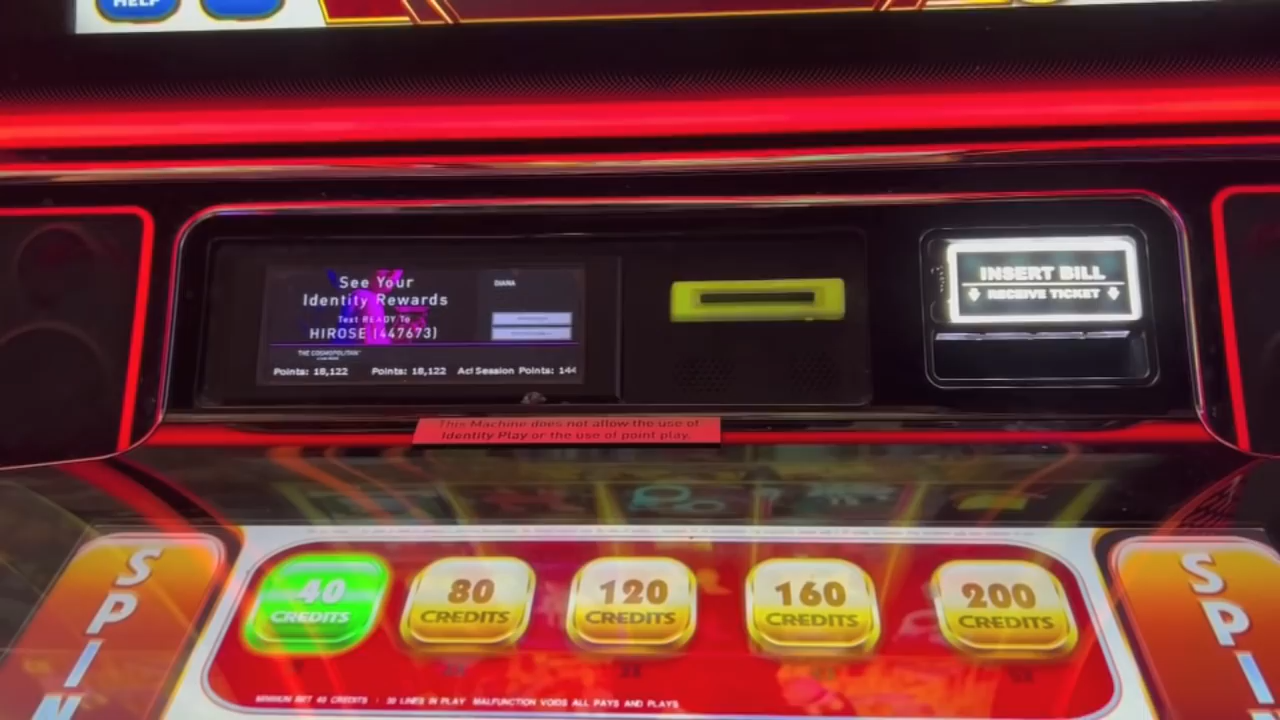 HELP
See Your
Identity Rewards
Text READY To
HIROSE (447673)
DIANA
THE COSMOPOLITAN
Points: 18,122 Points: 18,122 Act Session Points: 144
INSERT BILL
RECEIVE TICKET
This Machine does not allow the use of
Identity Play or the use of point play.
SPIN
40
CREDITS
80
CREDITS
120
CREDITS
160
CREDITS
200
CREDITS
SPIN
MINIMUM BET 40 CREDITS · 30 LINES IN PLAY MALFUNCTION VOIDS ALL PAYS AND PLAYS